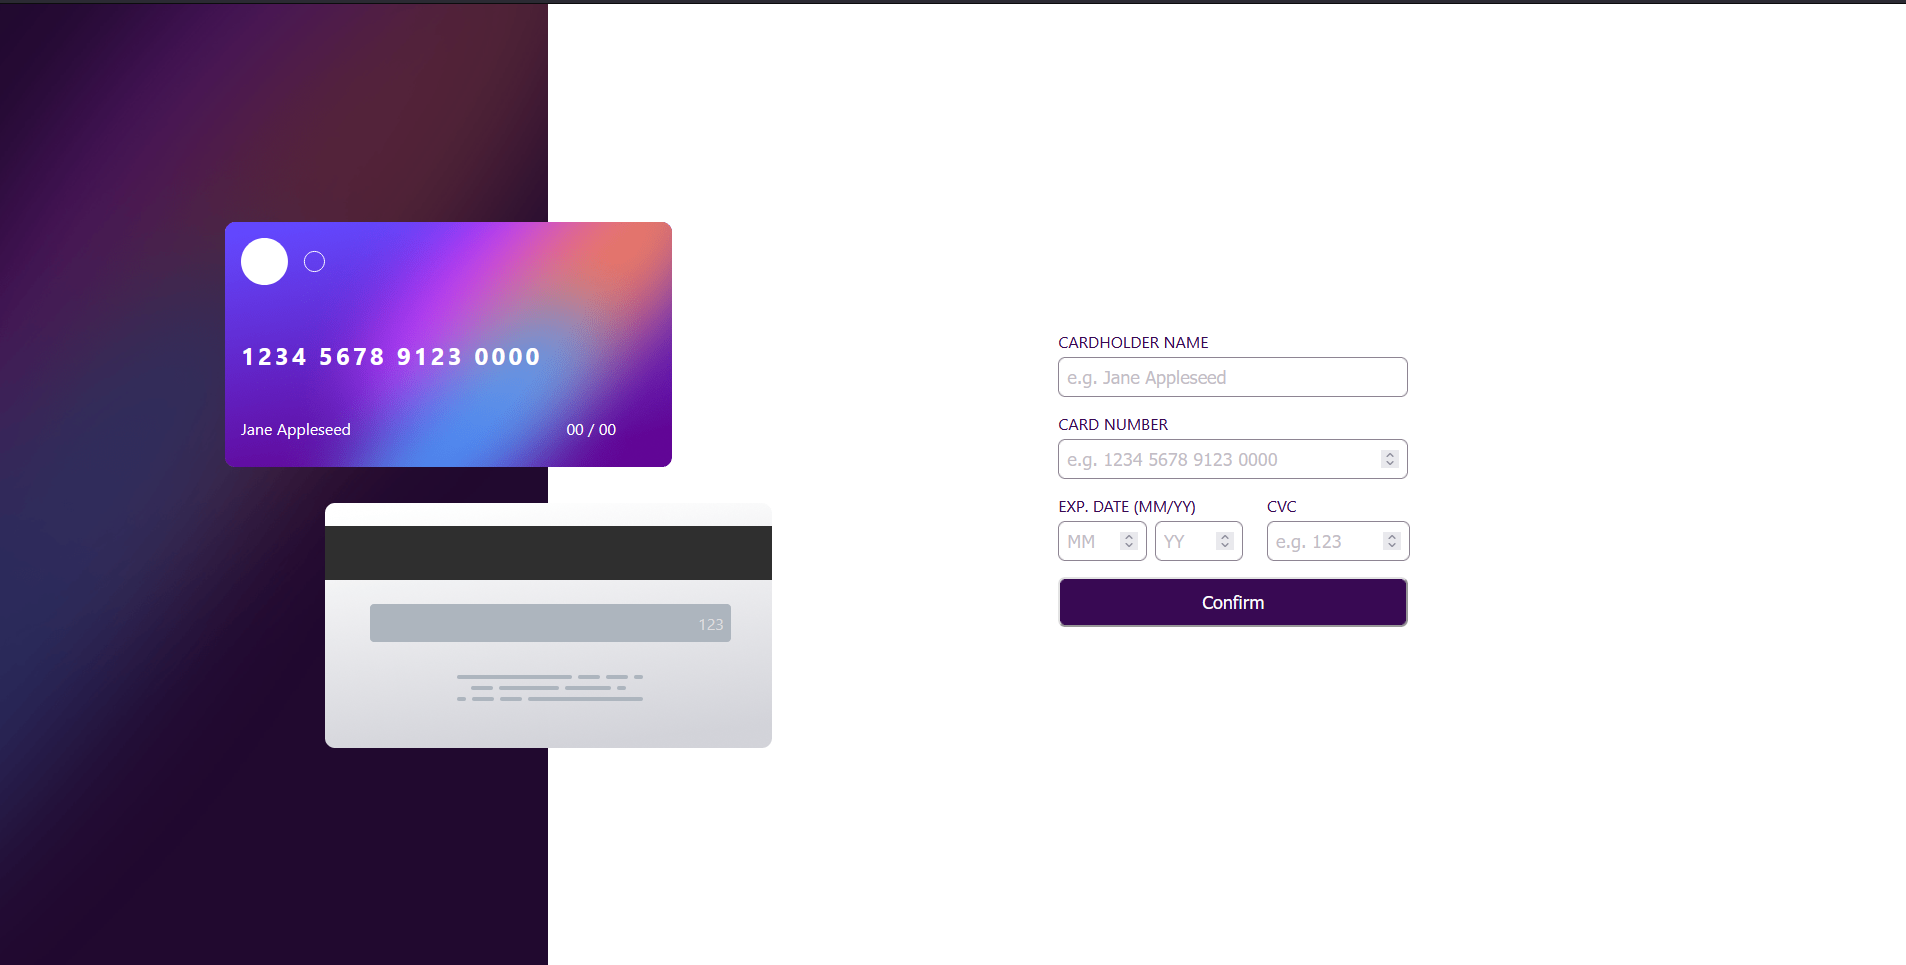 1234 5678 9123 0000
Jane Appleseed 00 / 00
123
CARDHOLDER NAME
e.g. Jane Appleseed
CARD NUMBER
e.g. 1234 5678 9123 0000
EXP. DATE (MM/YY) CVC
MM YY e.g. 123
Confirm